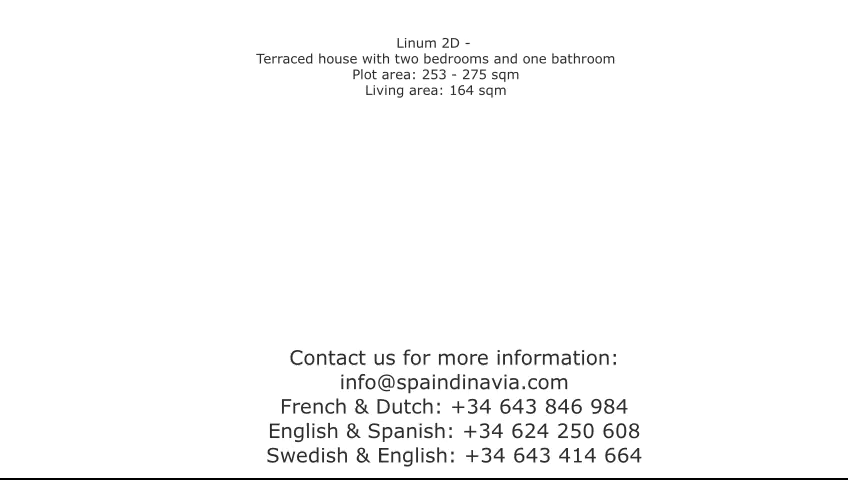 Linum 2D -
Terraced house with two bedrooms and one bathroom
Plot area: 253 - 275 sqm
Living area: 164 sqm
Contact us for more information:
info@spaindinavia.com
French & Dutch: +34 643 846 984
English & Spanish: +34 624 250 608
Swedish & English: +34 643 414 664